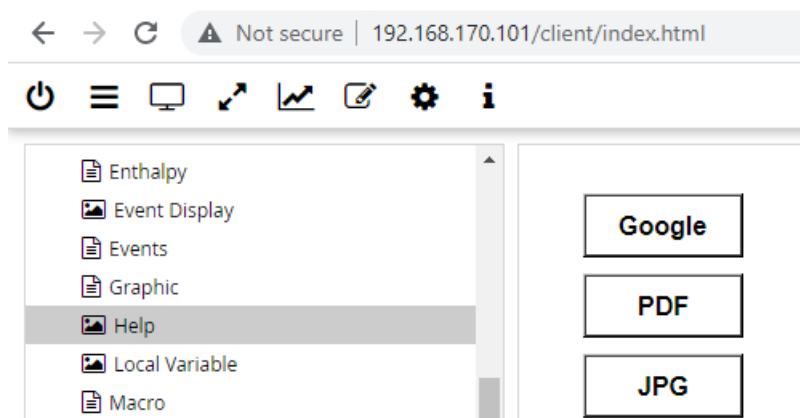 Not secure | 192.168.170.101/client/index.html
Enthalpy
Event Display
Events
Graphic
Help
Local Variable
Macro
Google
PDF
JPG